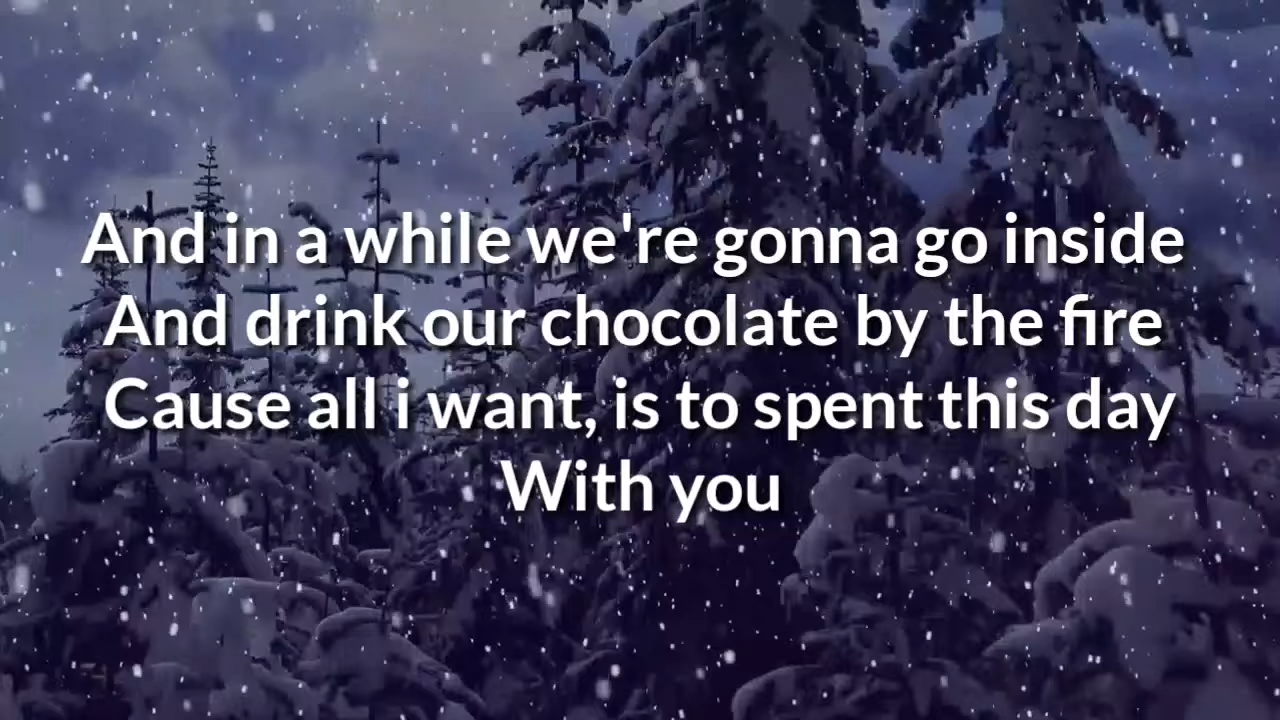 And in a while we're gonna go inside
And drink our chocolate by the fire
Cause all i want, is to spent this day
With you